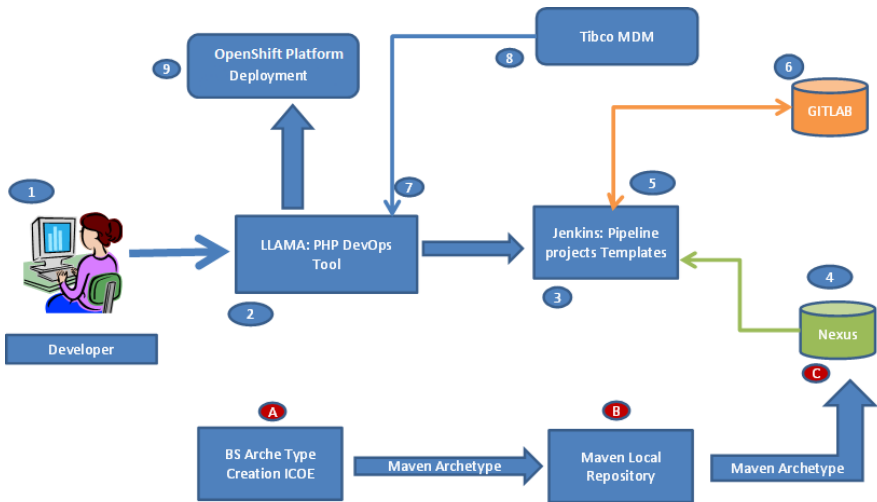 OpenShift Platform
Deployment
9
Tibco MDM
8
6
GITLAB
1
7
5
LLAMA: PHP DevOps
Tool
Jenkins: Pipeline
projects Templates
2
3
4
Developer
Nexus
C
A
B
BS Arche Type
Creation ICOE
Maven Archetype
Maven Local
Repository
Maven Archetype